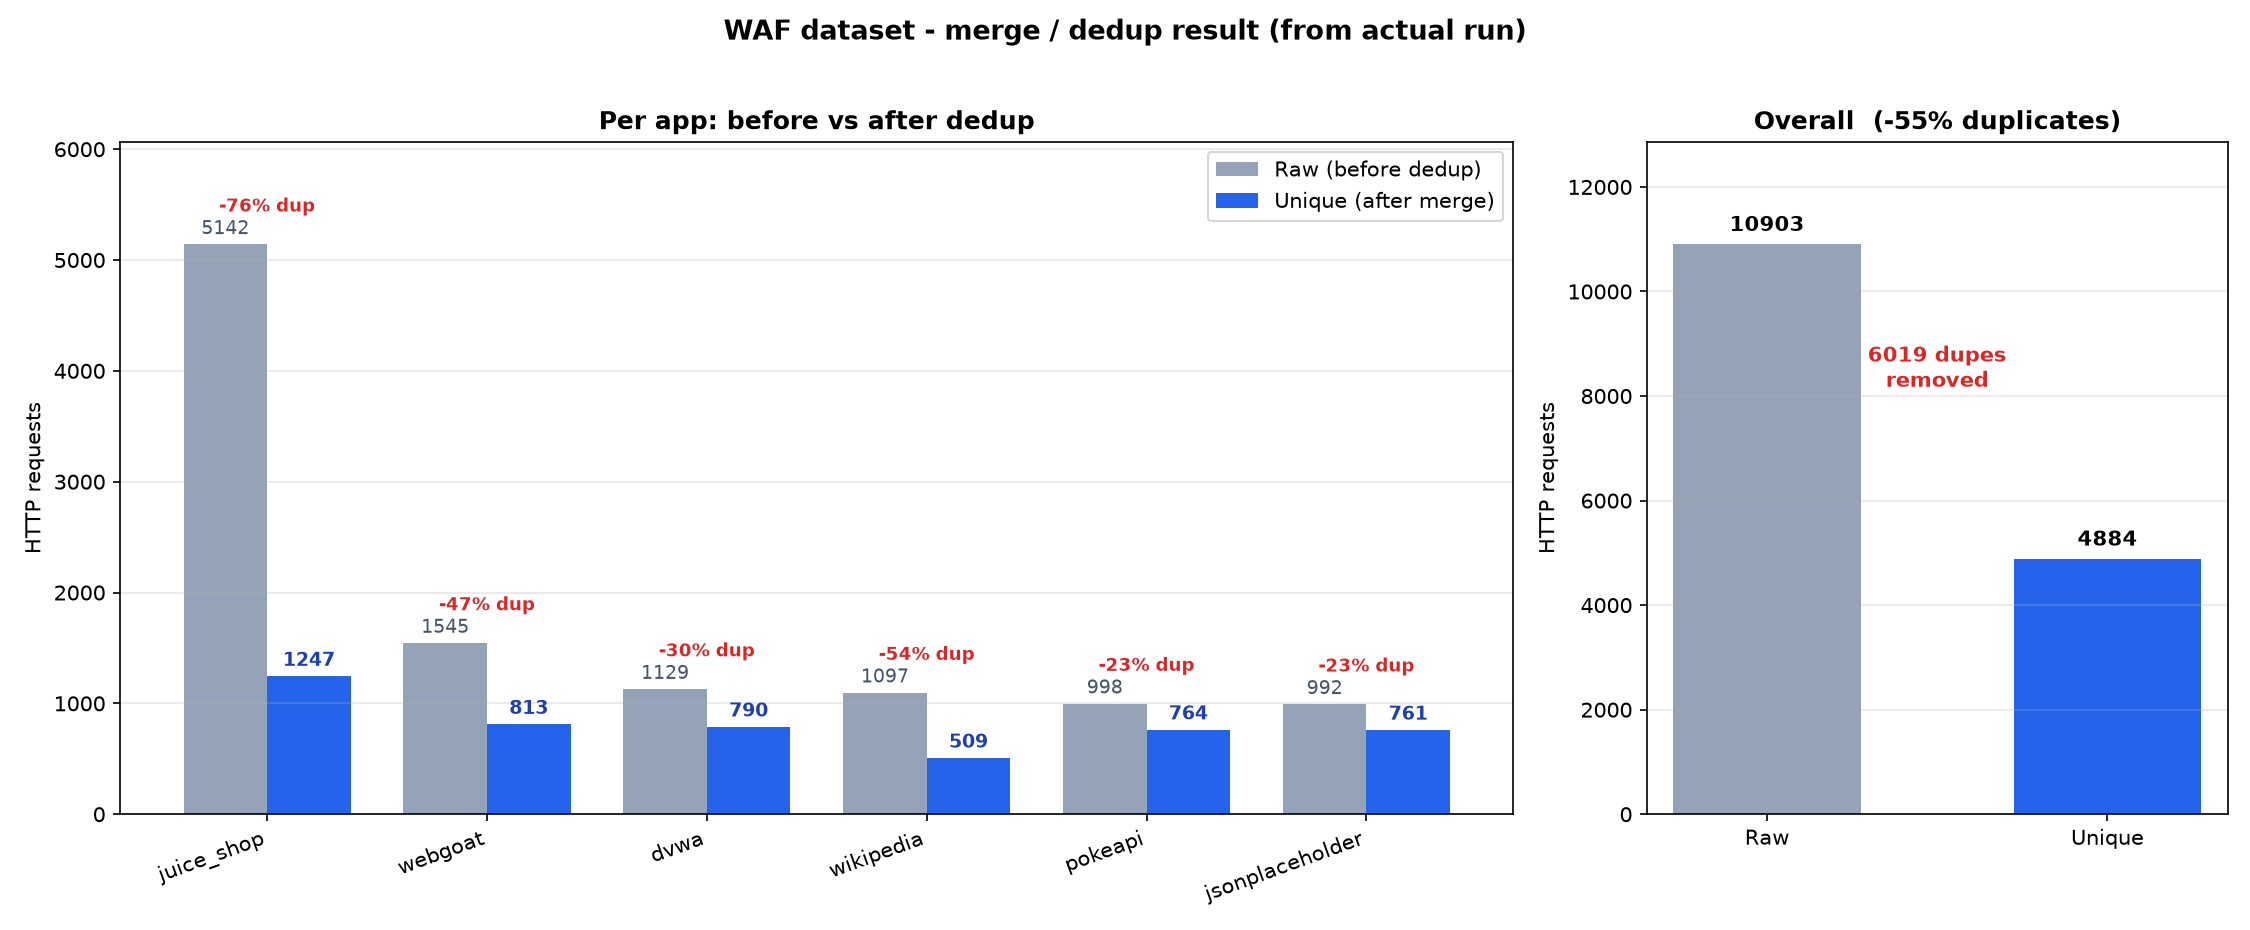 WAF dataset - merge / dedup result (from actual run)
Per app: before vs after dedup
HTTP requests
6000
5000
4000
3000
2000
1000
0
Raw (before dedup)
Unique (after merge)
-76% dup
5142
1247
-47% dup
1545
813
-30% dup
1129
790
-54% dup
1097
509
-23% dup
998
764
-23% dup
992
761
juice_shop
webgoat
dvwa
wikipedia
pokeapi
jsonplaceholder
Overall  (-55% duplicates)
HTTP requests
12000
10000
8000
6000
4000
2000
0
10903
6019 dupes
removed
4884
Raw
Unique